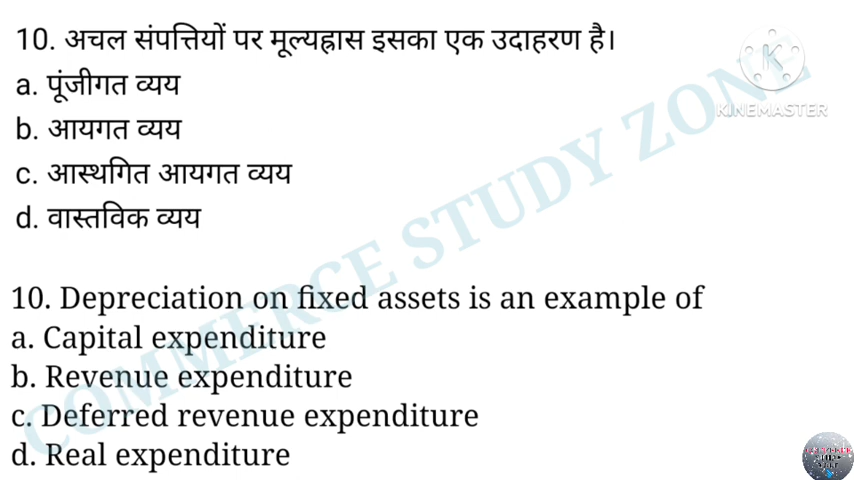 10. अचल संपत्तियों पर मूल्यह्रास इसका एक उदाहरण है।
a. पूंजीगत व्यय
b. आयगत व्यय
c. आस्थगित आयगत व्यय
d. वास्तविक व्यय
10. Depreciation on fixed assets is an example of
a. Capital expenditure
b. Revenue expenditure
c. Deferred revenue expenditure
d. Real expenditure
COMMERCE STUDY ZONE
K
KINEMASTER